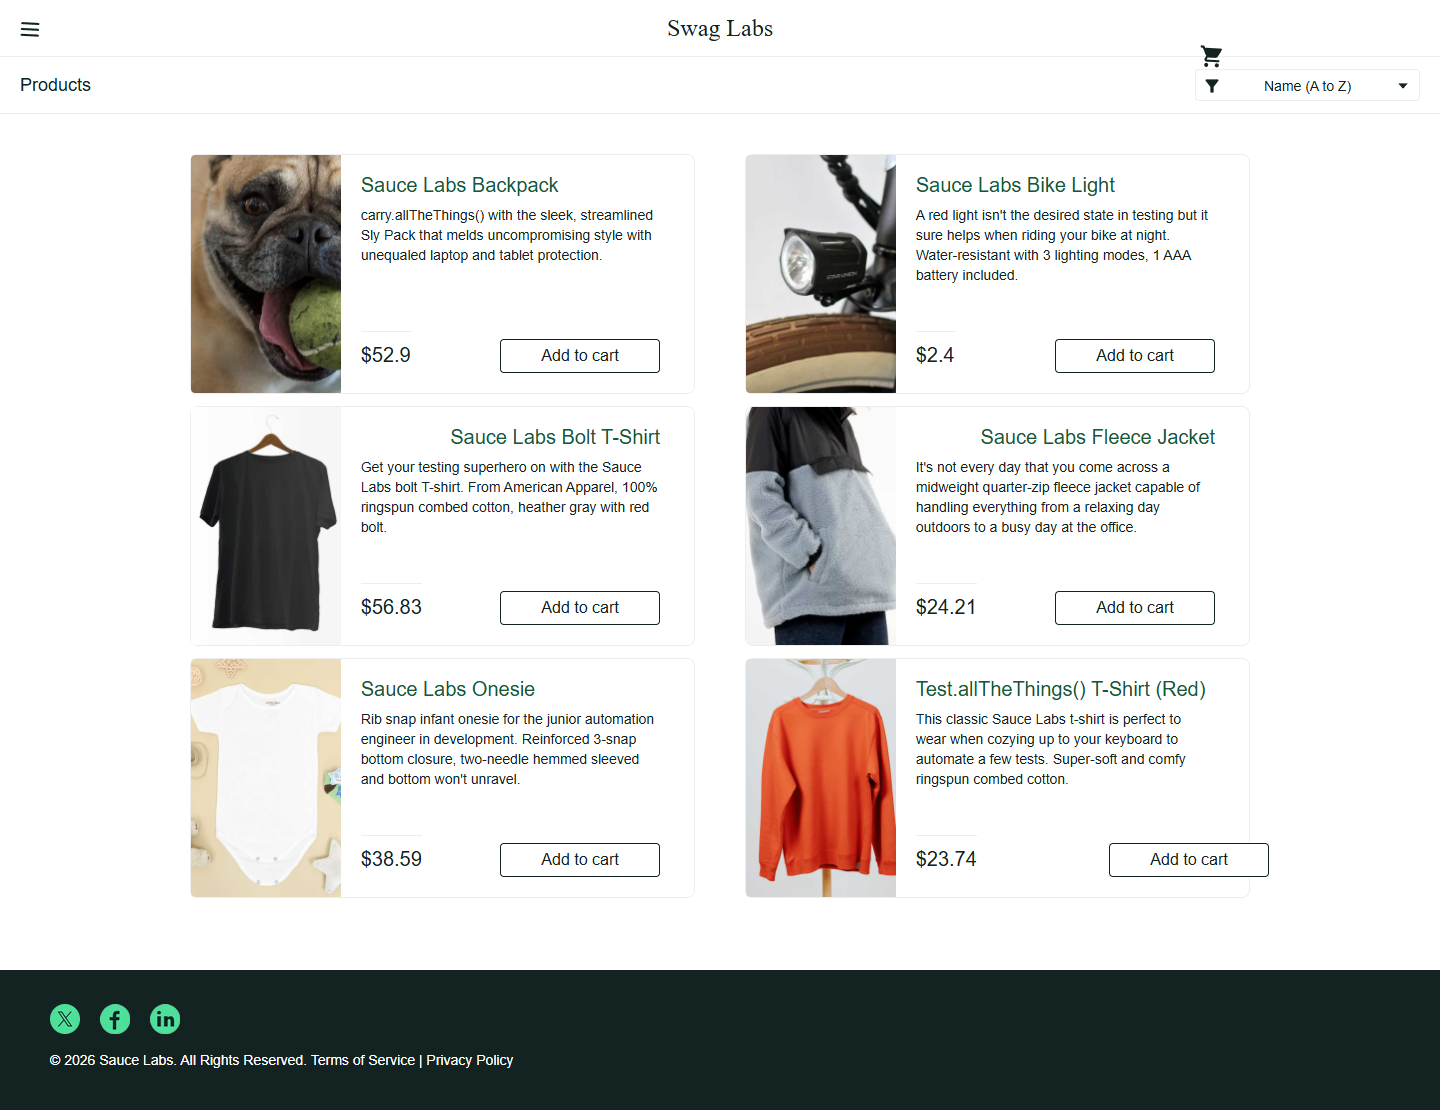 Swag Labs
Products
Name (A to Z)
Sauce Labs Backpack
carry.allTheThings() with the sleek, streamlined
Sly Pack that melds uncompromising style with
unequaled laptop and tablet protection.
$52.9
Add to cart
Sauce Labs Bike Light
A red light isn't the desired state in testing but it
sure helps when riding your bike at night.
Water-resistant with 3 lighting modes, 1 AAA
battery included.
$2.4
Add to cart
Sauce Labs Bolt T-Shirt
Get your testing superhero on with the Sauce
Labs bolt T-shirt. From American Apparel, 100%
ringspun combed cotton, heather gray with red
bolt.
$56.83
Add to cart
Sauce Labs Fleece Jacket
It's not every day that you come across a
midweight quarter-zip fleece jacket capable of
handling everything from a relaxing day
outdoors to a busy day at the office.
$24.21
Add to cart
Sauce Labs Onesie
Rib snap infant onesie for the junior automation
engineer in development. Reinforced 3-snap
bottom closure, two-needle hemmed sleeved
and bottom won't unravel.
$38.59
Add to cart
Test.allTheThings() T-Shirt (Red)
This classic Sauce Labs t-shirt is perfect to
wear when cozying up to your keyboard to
automate a few tests. Super-soft and comfy
ringspun combed cotton.
$23.74
Add to cart
© 2026 Sauce Labs. All Rights Reserved. Terms of Service | Privacy Policy